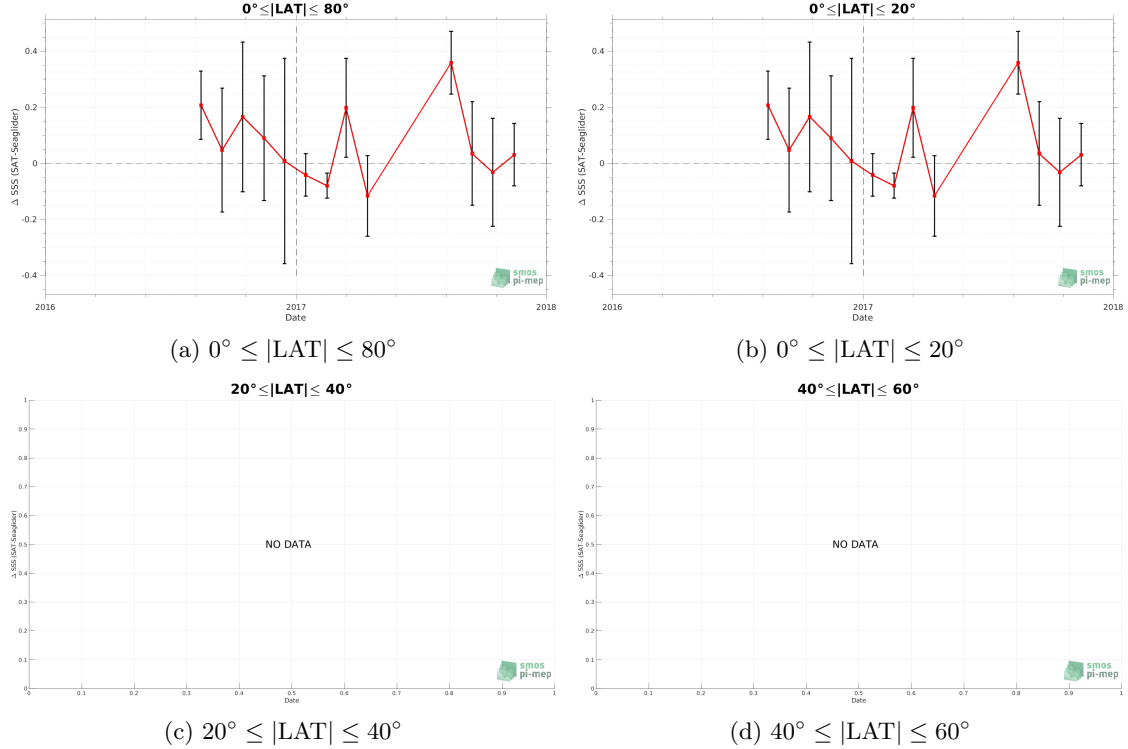 0°≤|LAT|≤ 80°
Δ SSS (SAT-Seaglider)
0.4
0.2
0
-0.2
-0.4
2016
2017
2018
Date
smos
pi-mep
(a) 0° ≤ |LAT| ≤ 80°
0°≤|LAT|≤ 20°
Δ SSS (SAT-Seaglider)
0.4
0.2
0
-0.2
-0.4
2016
2017
2018
Date
smos
pi-mep
(b) 0° ≤ |LAT| ≤ 20°
20°≤|LAT|≤ 40°
Δ SSS (SAT-Seaglider)
1
0.9
0.8
0.7
0.6
0.5
0.4
0.3
0.2
0.1
0
NO DATA
0 0.1 0.2 0.3 0.4 0.5 0.6 0.7 0.8 0.9 1
Date
smos
pi-mep
(c) 20° ≤ |LAT| ≤ 40°
40°≤|LAT|≤ 60°
Δ SSS (SAT-Seaglider)
1
0.9
0.8
0.7
0.6
0.5
0.4
0.3
0.2
0.1
0
NO DATA
0 0.1 0.2 0.3 0.4 0.5 0.6 0.7 0.8 0.9 1
Date
smos
pi-mep
(d) 40° ≤ |LAT| ≤ 60°